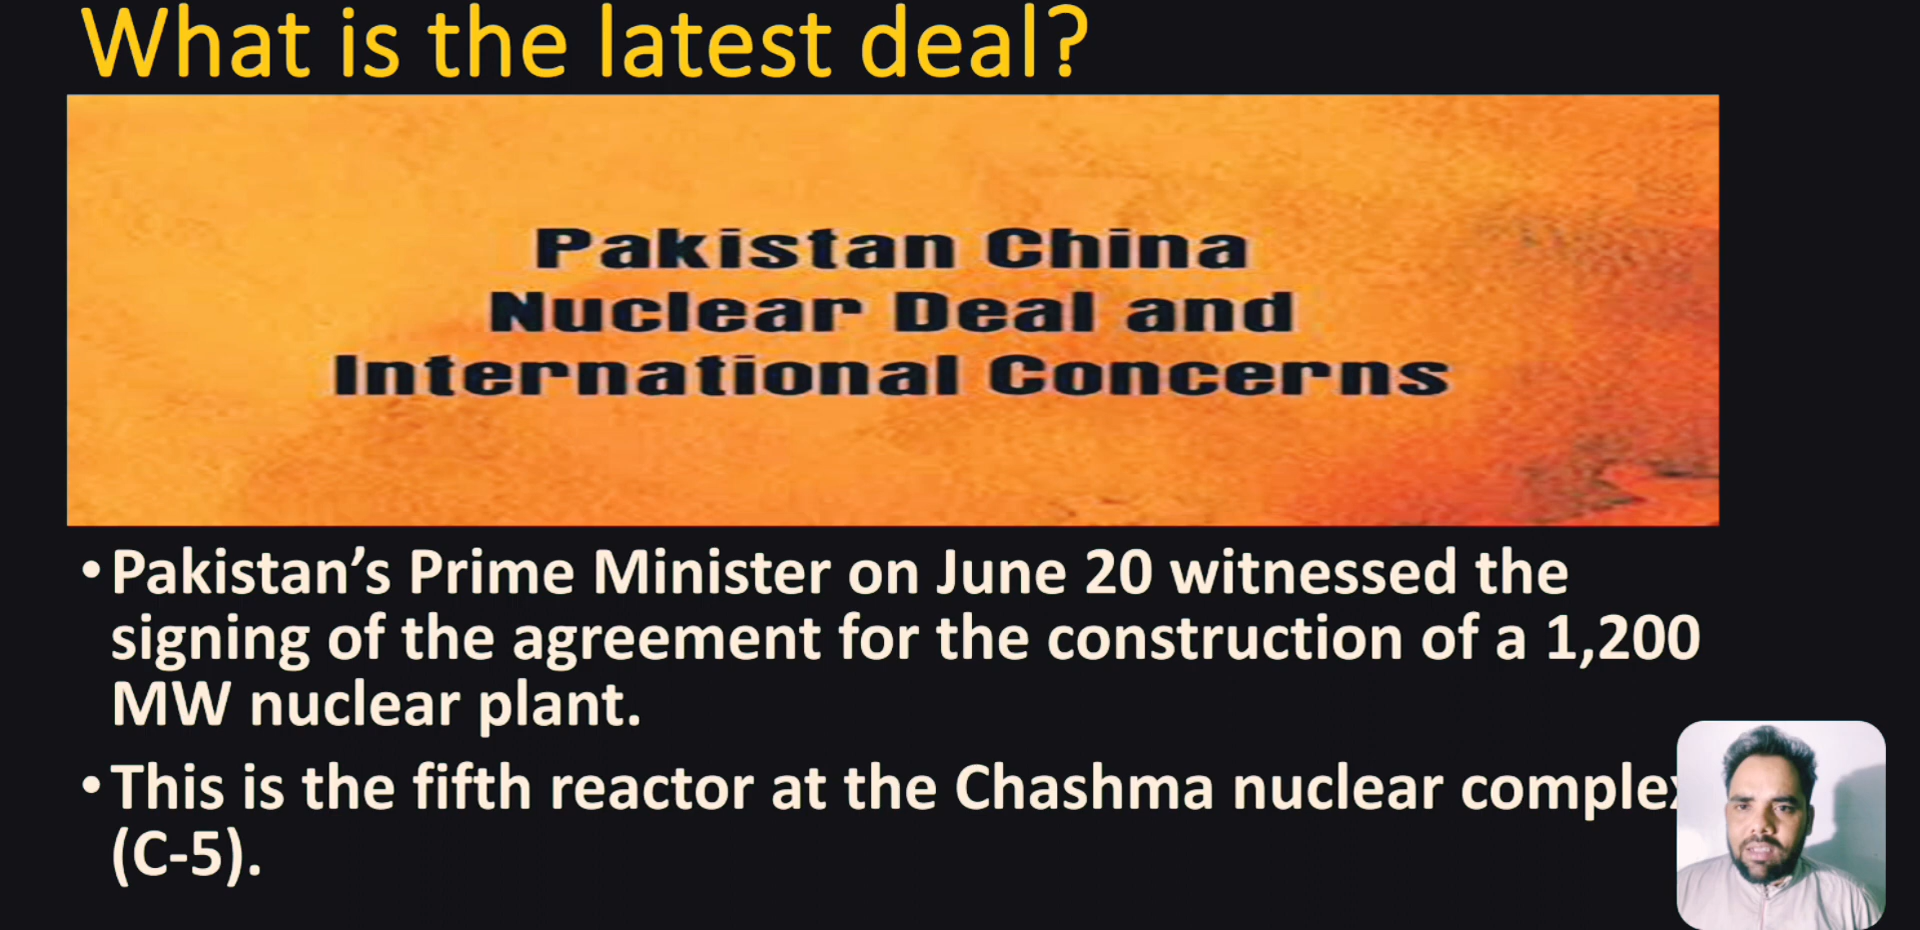 What is the latest deal?
Pakistan China
Nuclear Deal and
International Concerns
•Pakistan’s Prime Minister on June 20 witnessed the
signing of the agreement for the construction of a 1,200
MW nuclear plant.
•This is the fifth reactor at the Chashma nuclear complex
(C-5).